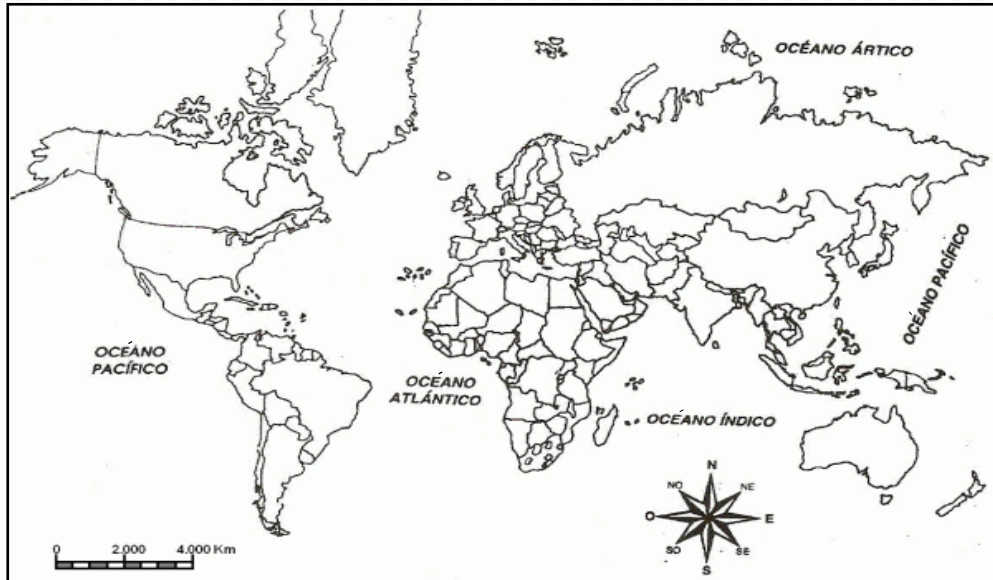 OCÉANO ÁRTICO
OCÉANO PACÍFICO
OCÉANO
PACÍFICO
OCÉANO
ATLÁNTICO
OCÉANO ÍNDICO
N
NO
NE
O
E
SO
SE
S
0 2.000 4.000 Km